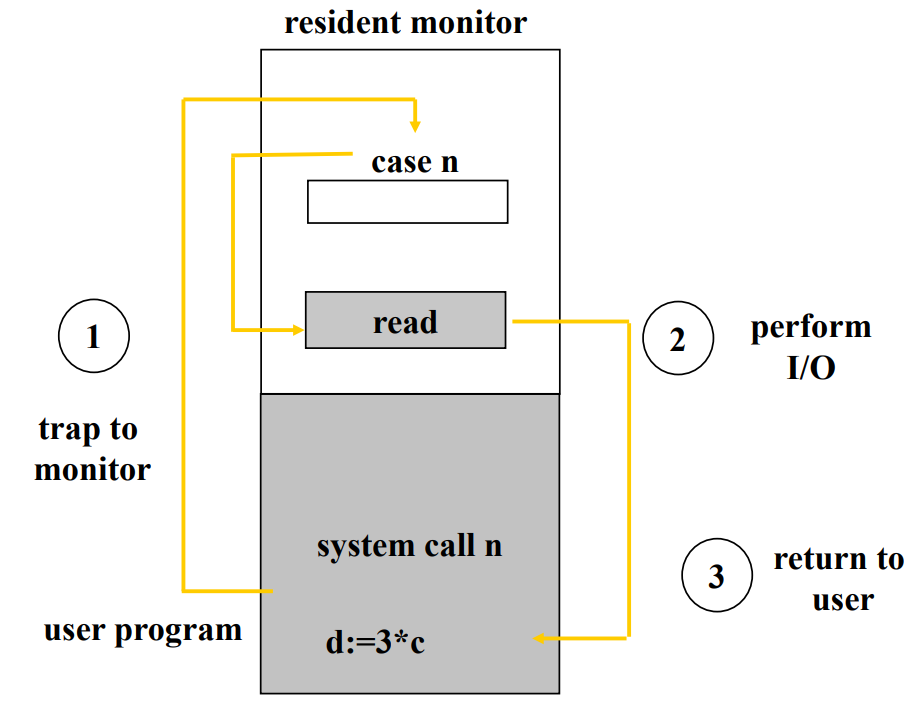 resident monitor
case n
read
1
trap to
monitor
2
perform
I/O
system call n
3
return to
user
user program
d:=3*c